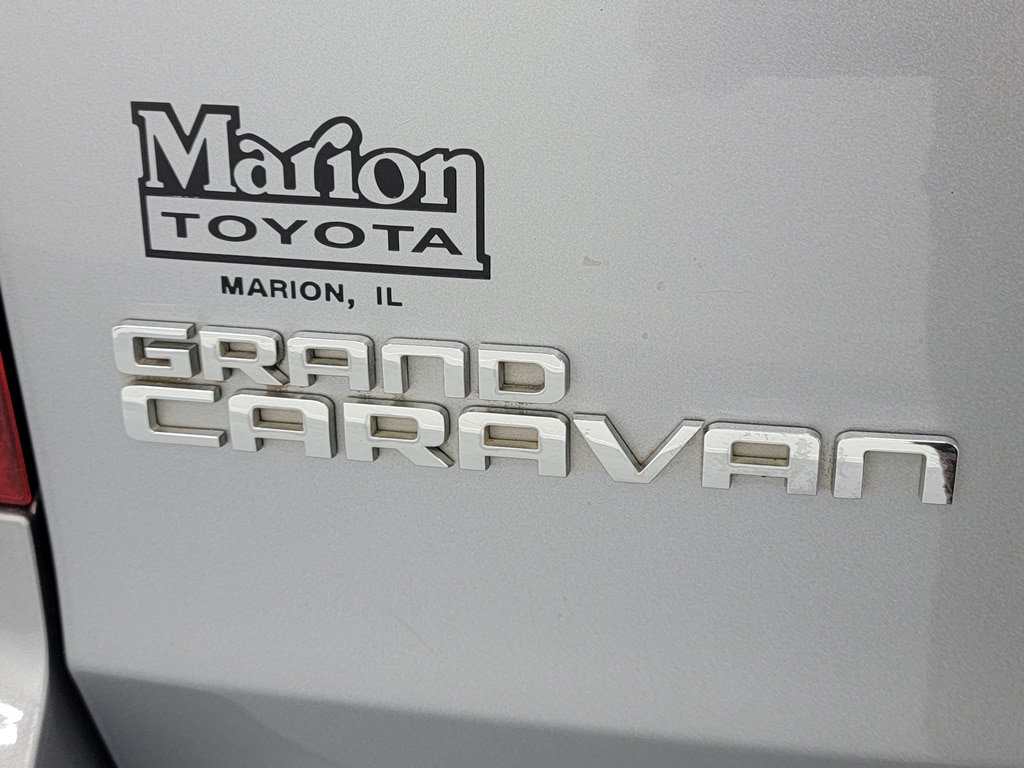 Marion
TOYOTA
MARION, IL
GRAND
CARAVAN